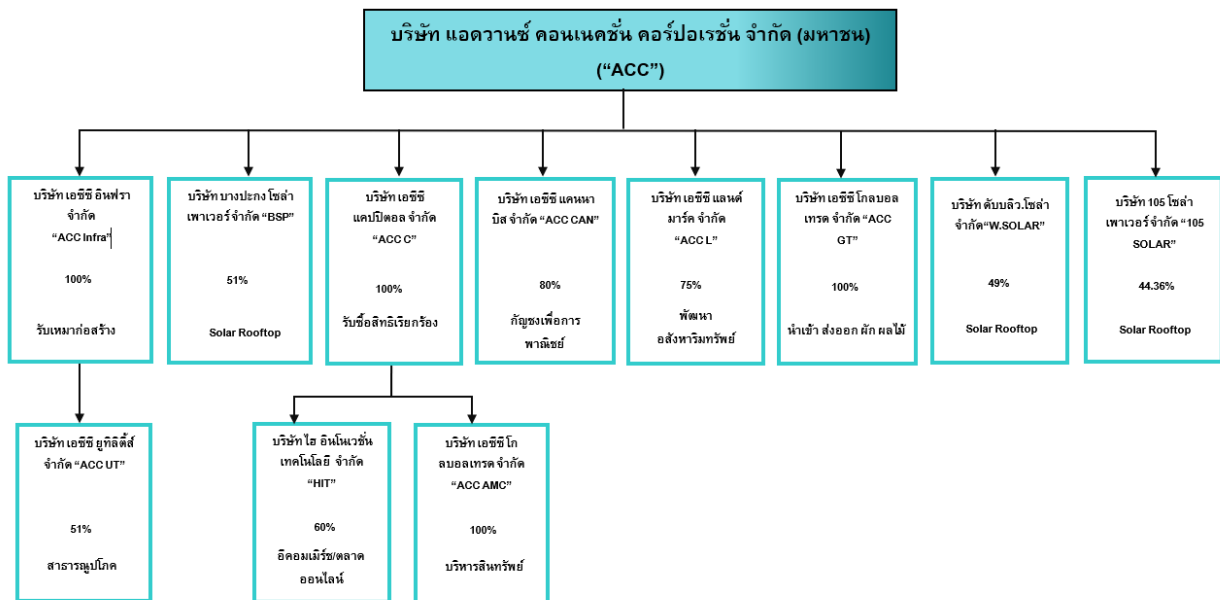 บริษัท แอดวานซ์ คอนเนคชั่น คอร์ปอเรชั่น จำกัด (มหาชน)
(“ACC”)
บริษัท เอซีซี อินฟรา
จำกัด
“ACC Infra”
100%
รับเหมาก่อสร้าง
บริษัท บางปะกง โซล่า
เพาเวอร์ จำกัด “BSP”
51%
Solar Rooftop
บริษัท เอซีซี
แคปปิตอล จำกัด
“ACC C”
100%
รับซื้อสิทธิเรียกร้อง
บริษัท เอซีซี แคนนา
บิส จำกัด “ACC CAN”
80%
กัญชงเพื่อการ
พาณิชย์
บริษัท เอซีซี แลนด์
มาร์ค จำกัด
“ACC L”
75%
พัฒนา
อสังหาริมทรัพย์
บริษัท เอซีซี โกลบอล
เทรด จำกัด “ACC
GT”
100%
นำเข้า ส่งออก ผัก ผลไม้
บริษัท ดับบลิว.โซล่า
จำกัด“W.SOLAR”
49%
Solar Rooftop
บริษัท 105 โซล่า
เพาเวอร์ จำกัด “105
SOLAR”
44.36%
Solar Rooftop
บริษัท เอซีซี ยูทิลิตี้ส์
จำกัด “ACC UT”
51%
สาธารณูปโภค
บริษัท ไฮ อินโนเวชั่น
เทคโนโลยี จำกัด
“HIT”
60%
อีคอมเมิร์ซ/ตลาด
ออนไลน์
บริษัท เอซีซี โก
ลบอลเทรด จำกัด
“ACC AMC”
100%
บริหารสินทรัพย์